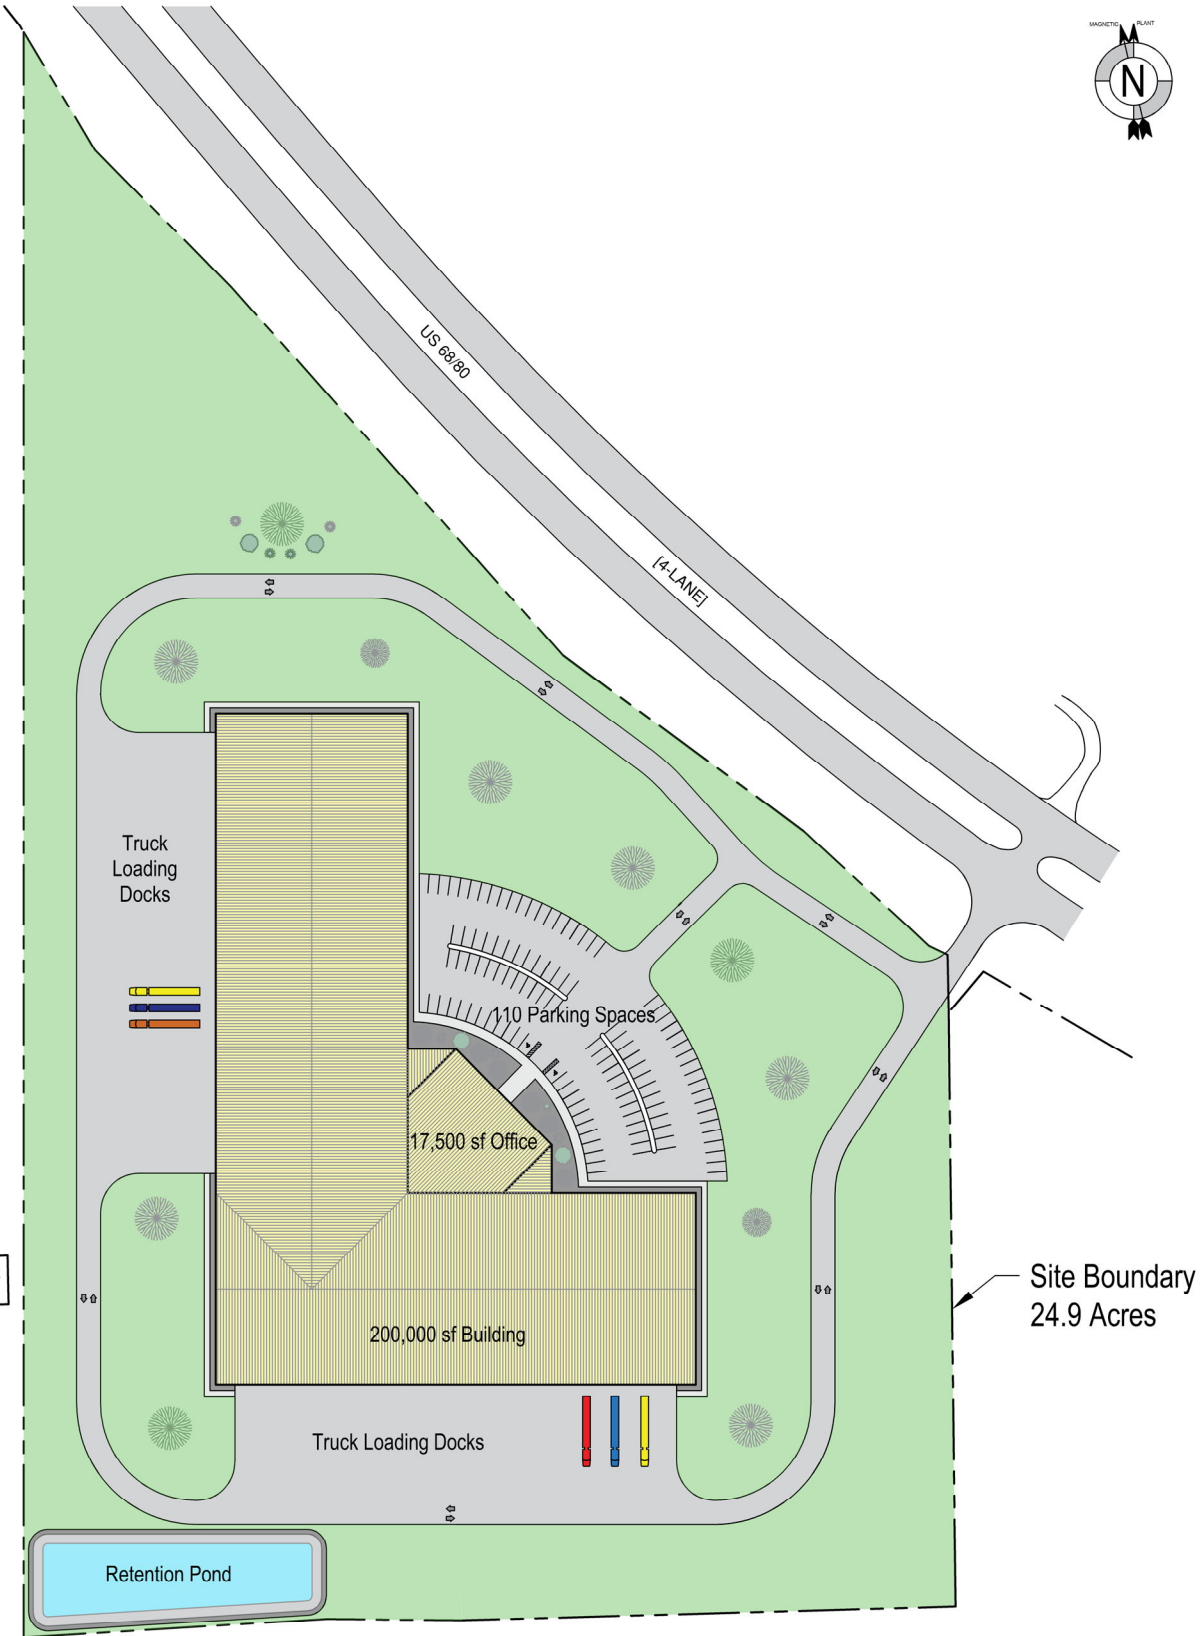 MAGNETIC
PLANT
N
US 68/80
[4-LANE]
Truck
Loading
Docks
110 Parking Spaces
17,500 sf Office
Site Boundary
24.9 Acres
200,000 sf Building
Truck Loading Docks
Retention Pond